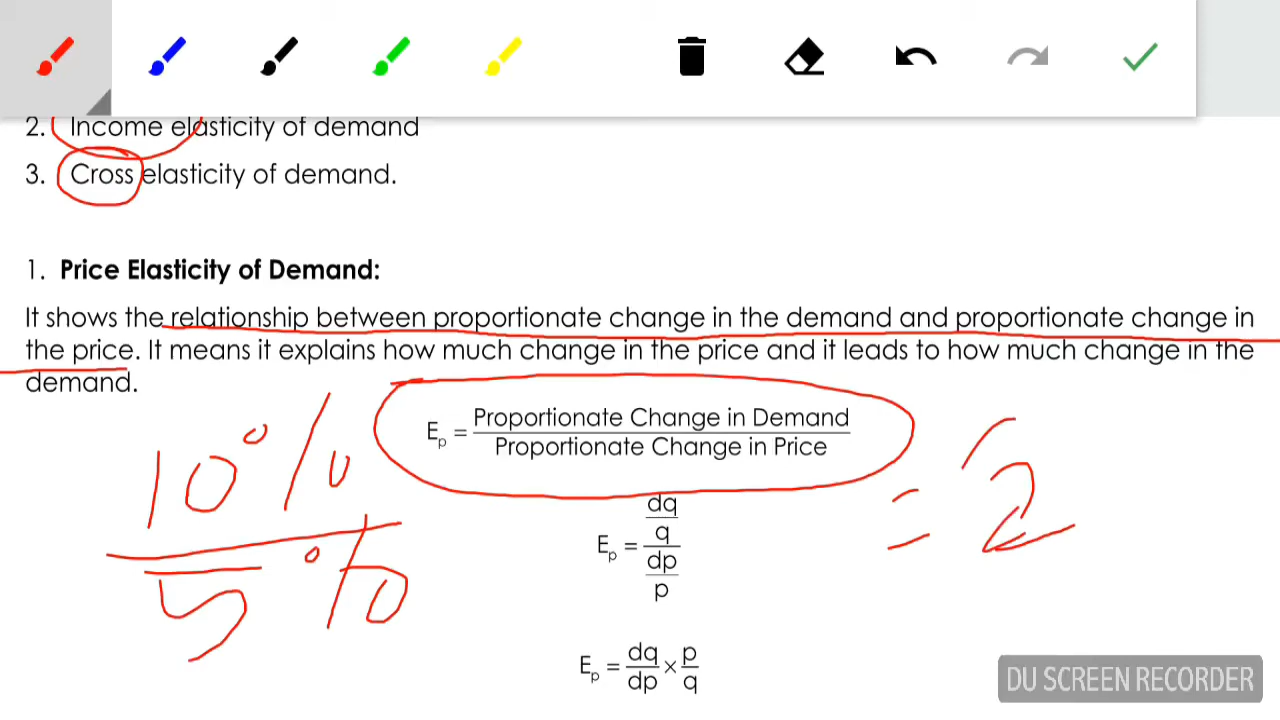 2. Income elasticity of demand
3. Cross elasticity of demand.
1. Price Elasticity of Demand:
It shows the relationship between proportionate change in the demand and proportionate change in
the price. It means it explains how much change in the price and it leads to how much change in the
demand.
Ep = Proportionate Change in Demand
Proportionate Change in Price
10%
5%
= 2
Ep = dq
q
dp
p
Ep = dq/dp × p/q
DU SCREEN RECORDER